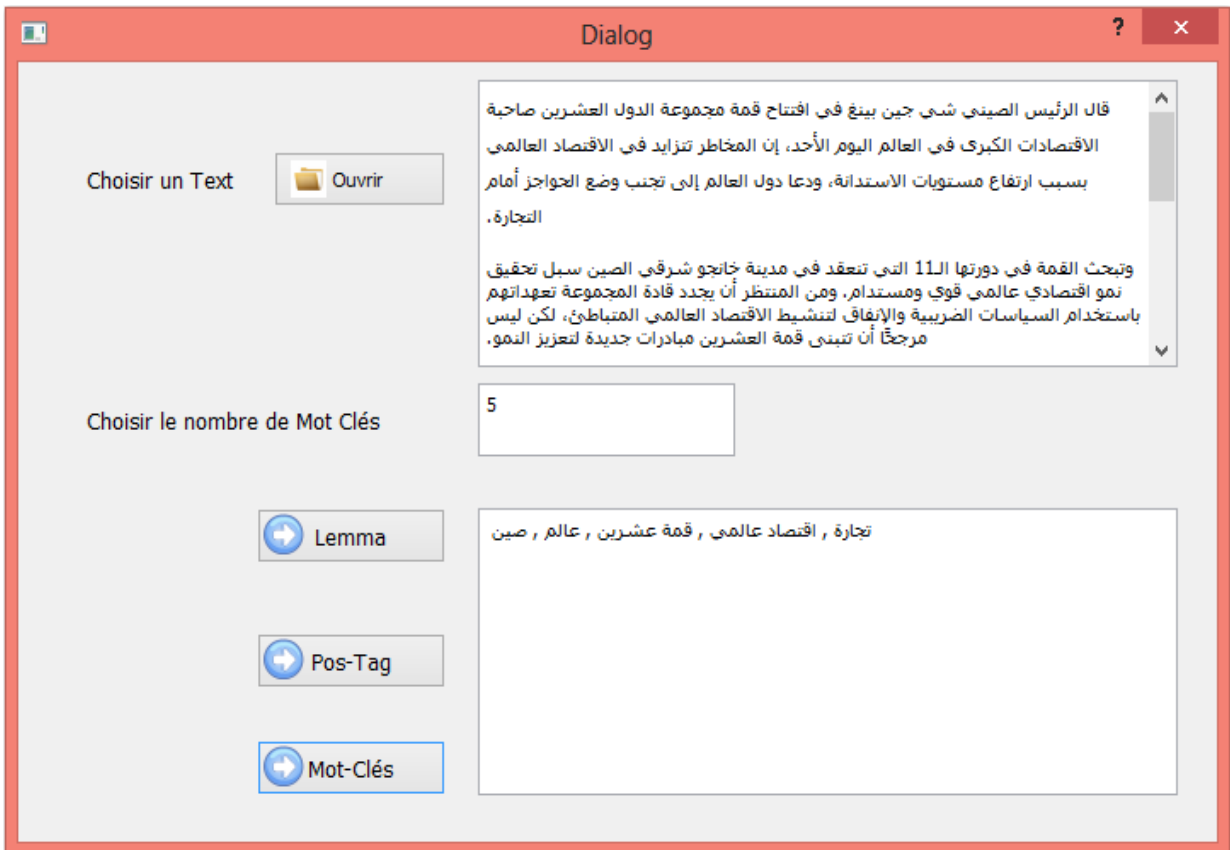 Dialog
?
×
Choisir un Text
Ouvrir
قال الرئيس الصيني شي جين بينغ في افتتاح قمة مجموعة الدول العشرين صاحبة
الاقتصادات الكبرى في العالم اليوم الأحد، إن المخاطر تتزايد في الاقتصاد العالمي
بسبب ارتفاع مستويات الاستدانة، ودعا دول العالم إلى تجنب وضع الحواجز أمام
التجارة.
وتبحث القمة في دورتها الـ11 التي تنعقد في مدينة خانجو شرقي الصين سبل تحقيق
نمو اقتصادي عالمي قوي ومستدام. ومن المنتظر أن يجدد قادة المجموعة تعهداتهم
باستخدام السياسات الضريبية والإنفاق لتنشيط الاقتصاد العالمي المتباطئ، لكن ليس
مرجحًّا أن تتبنى قمة العشرين مبادرات جديدة لتعزيز النمو.
Choisir le nombre de Mot Clés
5
Lemma
تجارة , اقتصاد عالمي , قمة عشرين , عالم , صين
Pos-Tag
Mot-Clés